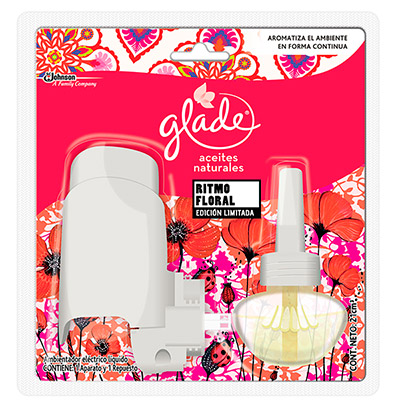 AROMATIZA EL AMBIENTE
EN FORMA CONTINUA
SC Johnson
A Family Company
glade
aceites
naturales
RITMO
FLORAL
EDICIÓN LIMITADA
Ambientador eléctrico líquido
CONTIENE: 1 Aparato y 1 Repuesto
CONT. NETO: 21cm³